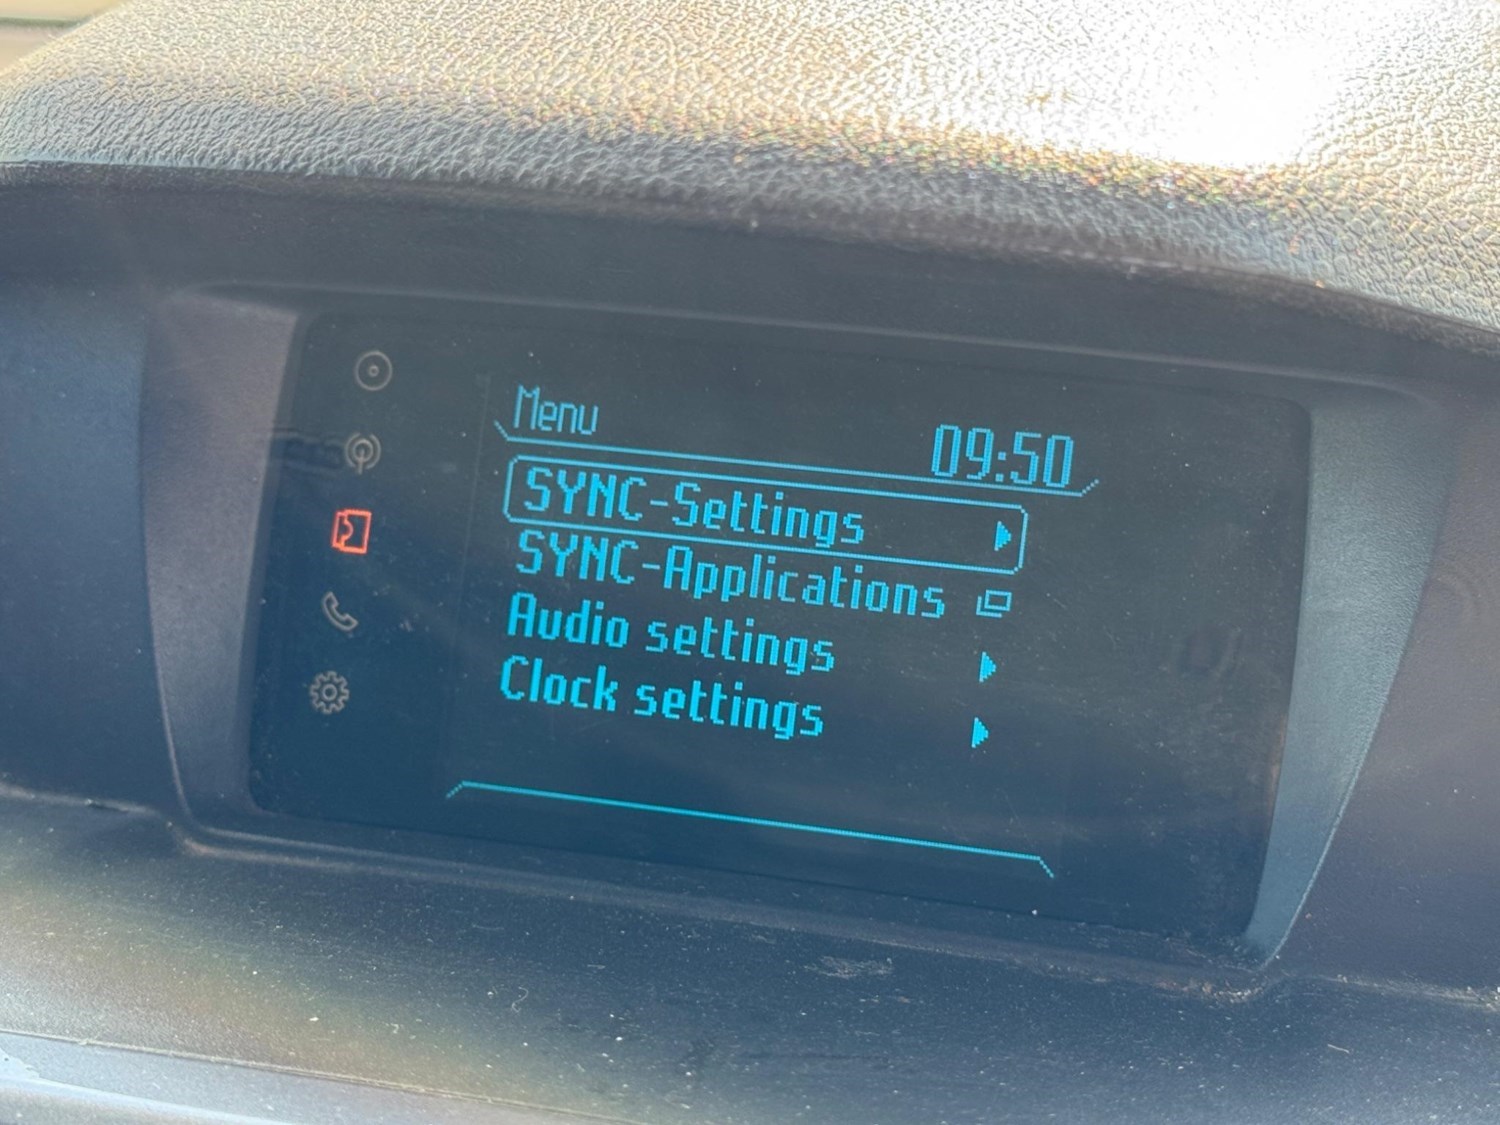 Menu
09:50
SYNC-Settings
SYNC-Applications
Audio settings
Clock settings